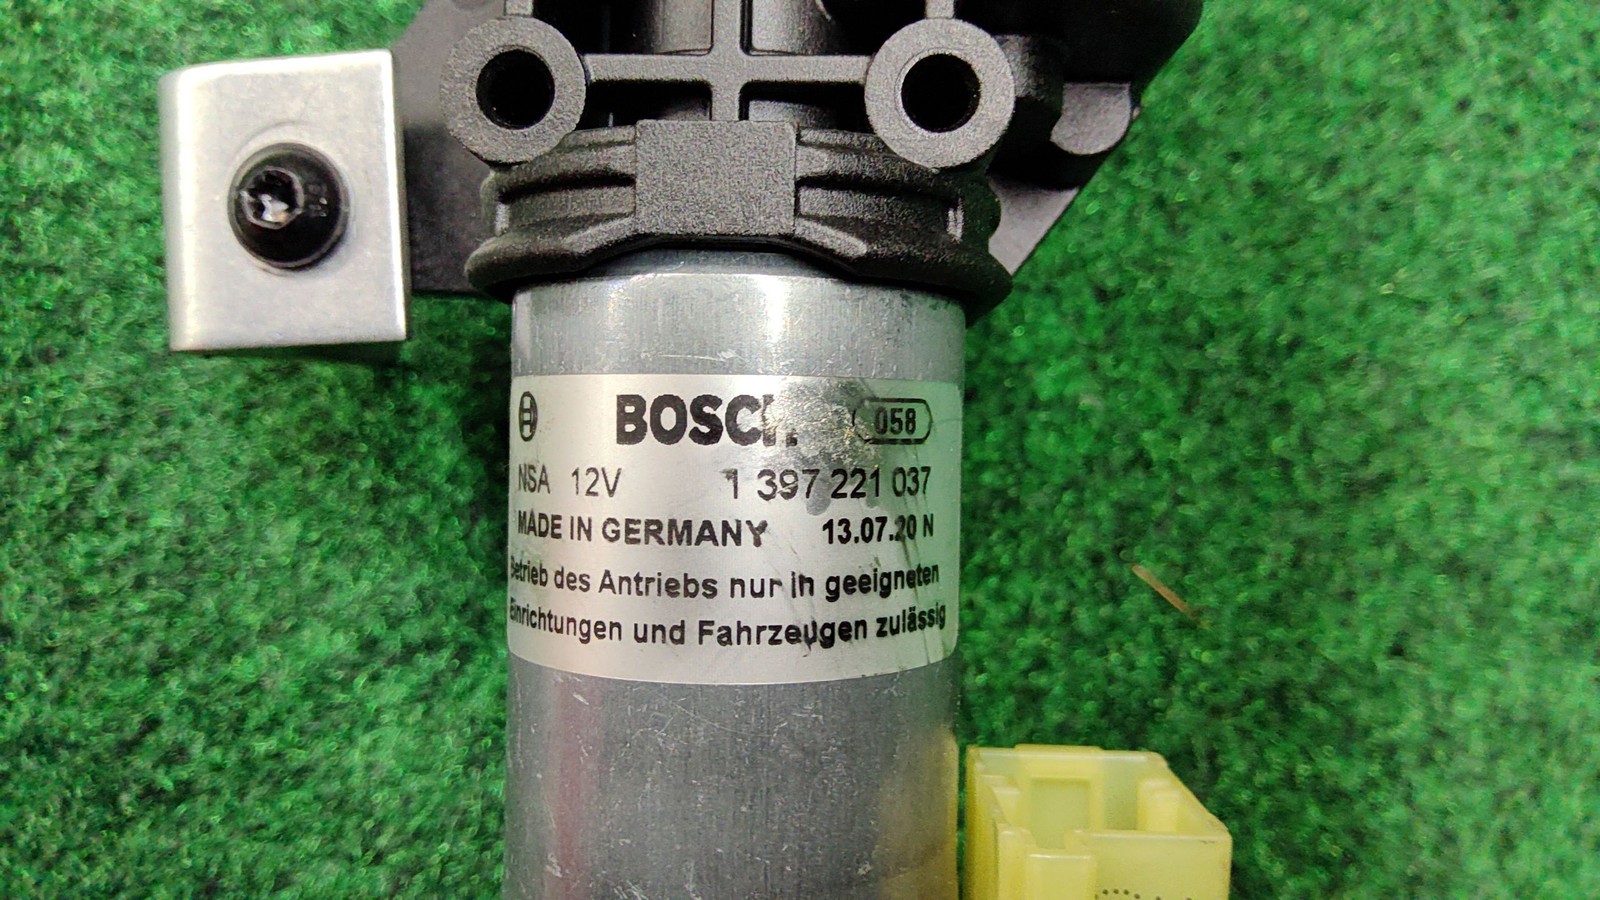 BOSCH 058
NSA 12V 1 397 221 037
MADE IN GERMANY 13.07.20 N
Betrieb des Antriebs nur in geeigneten
Einrichtungen und Fahrzeugen zulässig